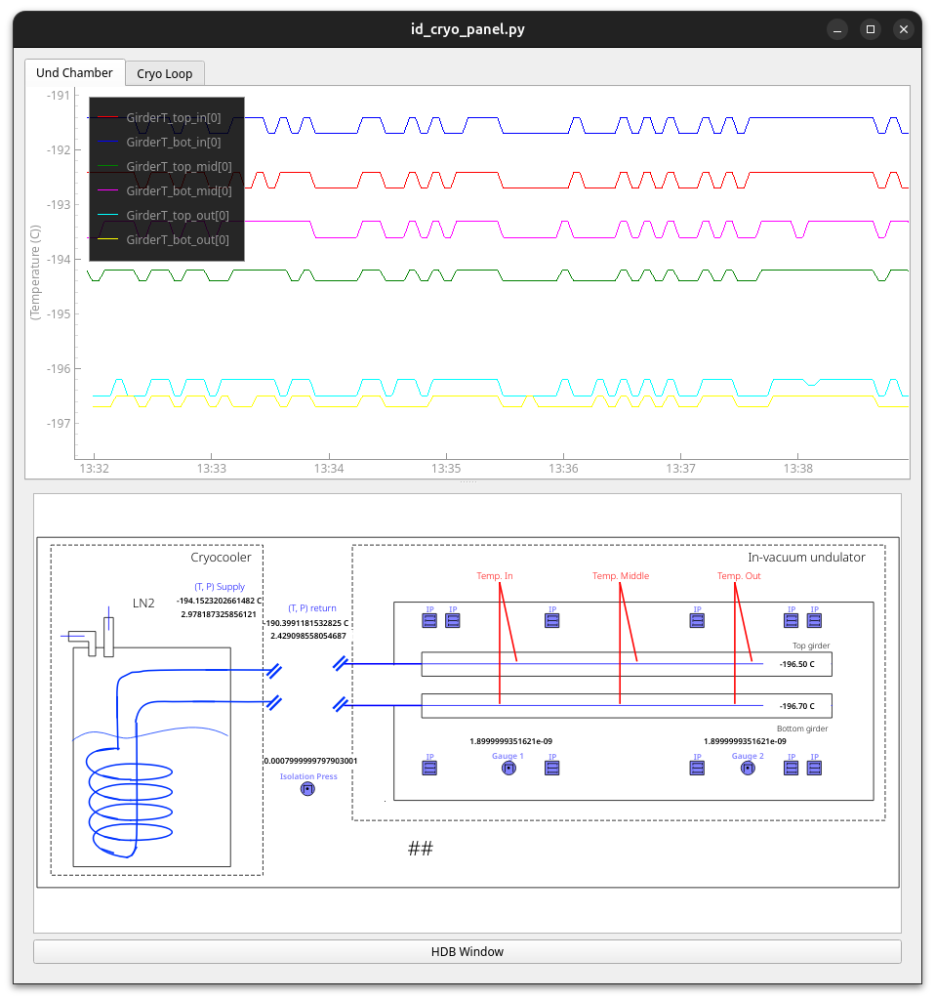 id_cryo_panel.py
Und Chamber
Cryo Loop
-191
GirderT_top_in[0]
GirderT_bot_in[0]
GirderT_top_mid[0]
GirderT_bot_mid[0]
GirderT_top_out[0]
GirderT_bot_out[0]
-192
-193
-194
-195
-196
-197
(Temperature (C))
13:32
13:33
13:34
13:35
13:36
13:37
13:38
Cryocooler
In-vacuum undulator
(T, P) Supply
-194.1523202661482 C
2.978187325856121
LN2
(T, P) return
-190.3991181532825 C
2.429098558054687
Temp. In
Temp. Middle
Temp. Out
IP
IP
IP
IP
IP
IP
Top girder
-196.50 C
-196.70 C
Bottom girder
1.8999999351621e-09
1.8999999351621e-09
IP
Gauge 1
IP
IP
Gauge 2
IP
IP
0.0007999999797903001
Isolation Press
##
HDB Window